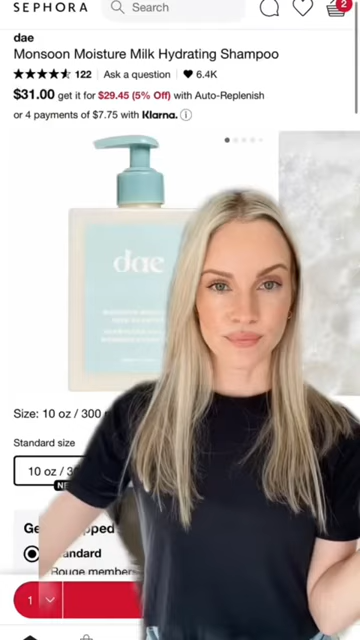 SEPHORA
Search
2
dae
Monsoon Moisture Milk Hydrating Shampoo
122 | Ask a question | 6.4K
$31.00 get it for $29.45 (5% Off) with Auto-Replenish
or 4 payments of $7.75 with Klarna.
dae
Size: 10 oz / 300
Standard size
10 oz / 3
Rouge member
1